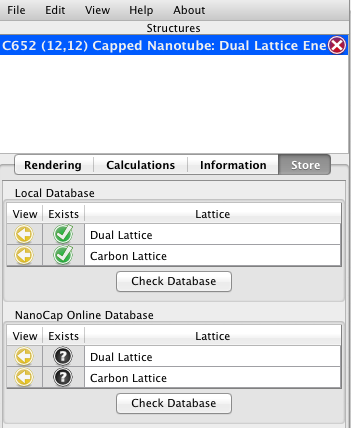 File Edit View Help About
Structures
C652 (12,12) Capped Nanotube: Dual Lattice Ene
Rendering Calculations Information Store
Local Database
View Exists Lattice
Dual Lattice
Carbon Lattice
Check Database
NanoCap Online Database
View Exists Lattice
? Dual Lattice
? Carbon Lattice
Check Database